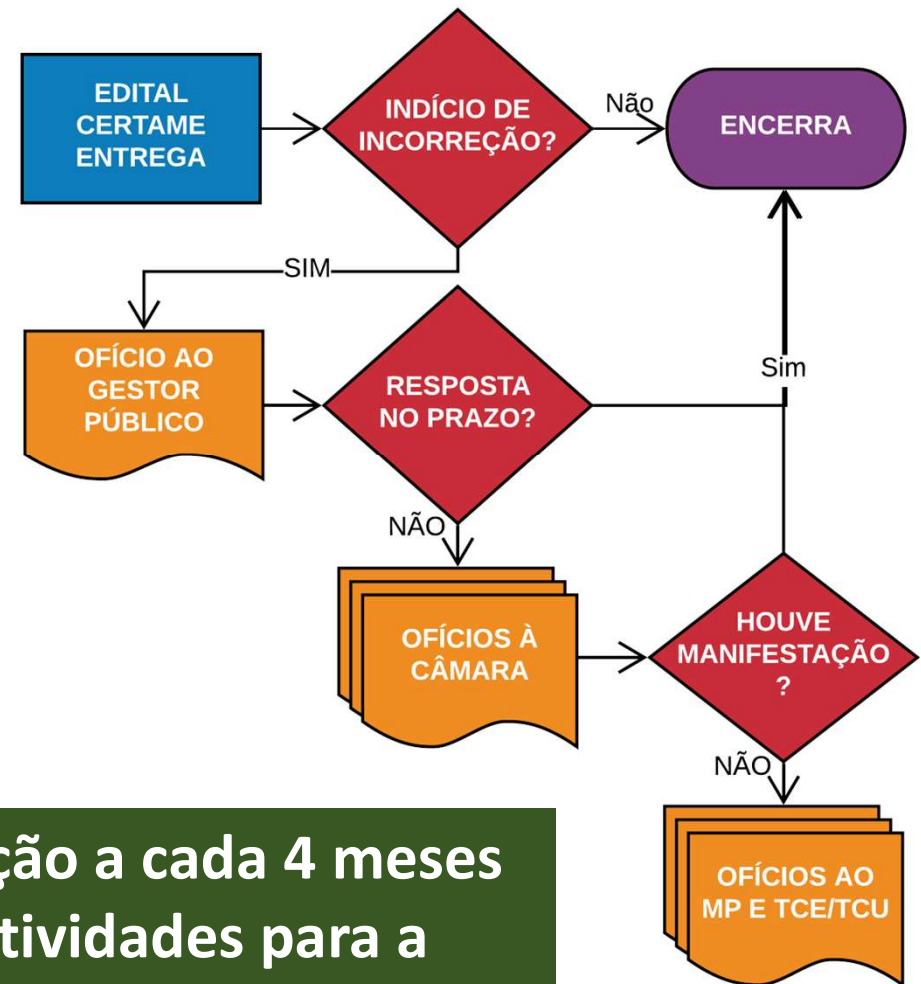 EDITAL
CERTAME
ENTREGA
INDÍCIO DE
INCORREÇÃO?
Não
ENCERRA
SIM
OFÍCIO AO
GESTOR
PÚBLICO
RESPOSTA
NO PRAZO?
Sim
NÃO
OFÍCIOS À
CÂMARA
HOUVE
MANIFESTAÇÃO
?
NÃO
OFÍCIOS AO
MP E TCE/TCU
ção a cada 4 meses
tividades para a